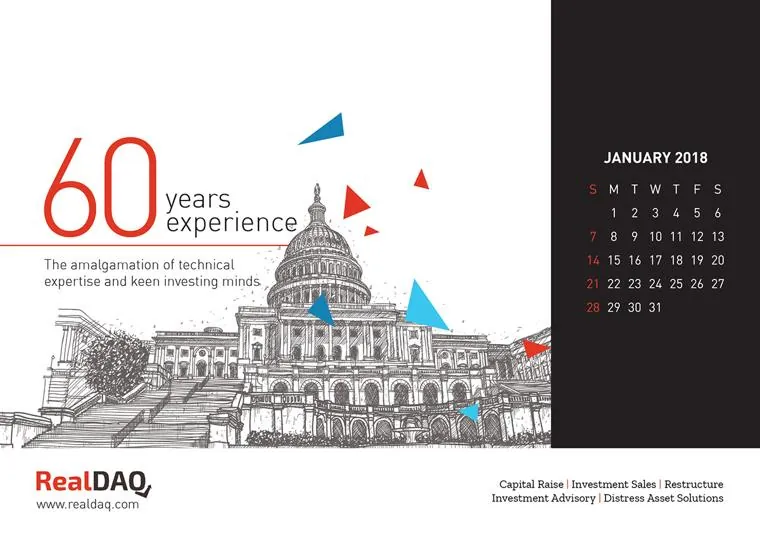 60 years
experience
The amalgamation of technical
expertise and keen investing minds
JANUARY 2018
S M T W T F S
1 2 3 4 5 6
7 8 9 10 11 12 13
14 15 16 17 18 19 20
21 22 23 24 25 26 27
28 29 30 31
RealDAQ
www.realdaq.com
Capital Raise | Investment Sales | Restructure
Investment Advisory | Distress Asset Solutions